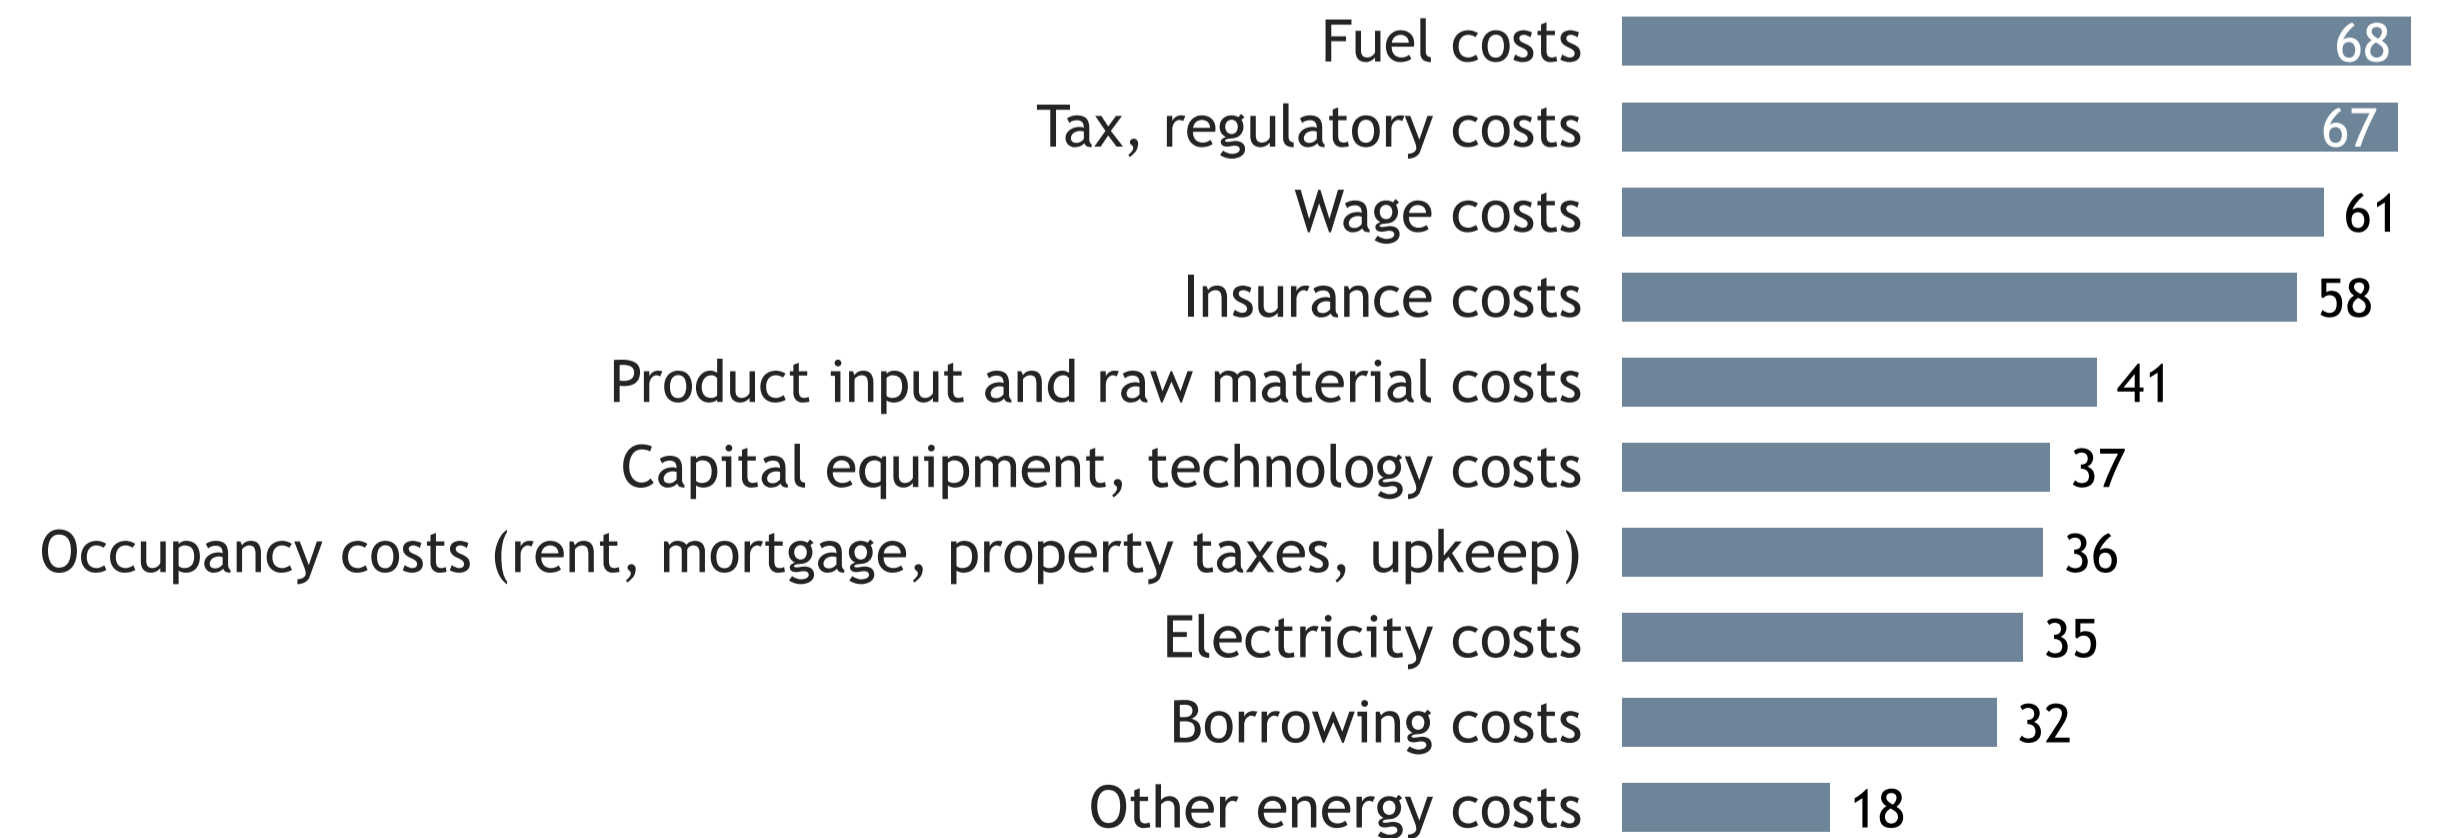 Fuel costs 68
Tax, regulatory costs 67
Wage costs 61
Insurance costs 58
Product input and raw material costs 41
Capital equipment, technology costs 37
Occupancy costs (rent, mortgage, property taxes, upkeep) 36
Electricity costs 35
Borrowing costs 32
Other energy costs 18